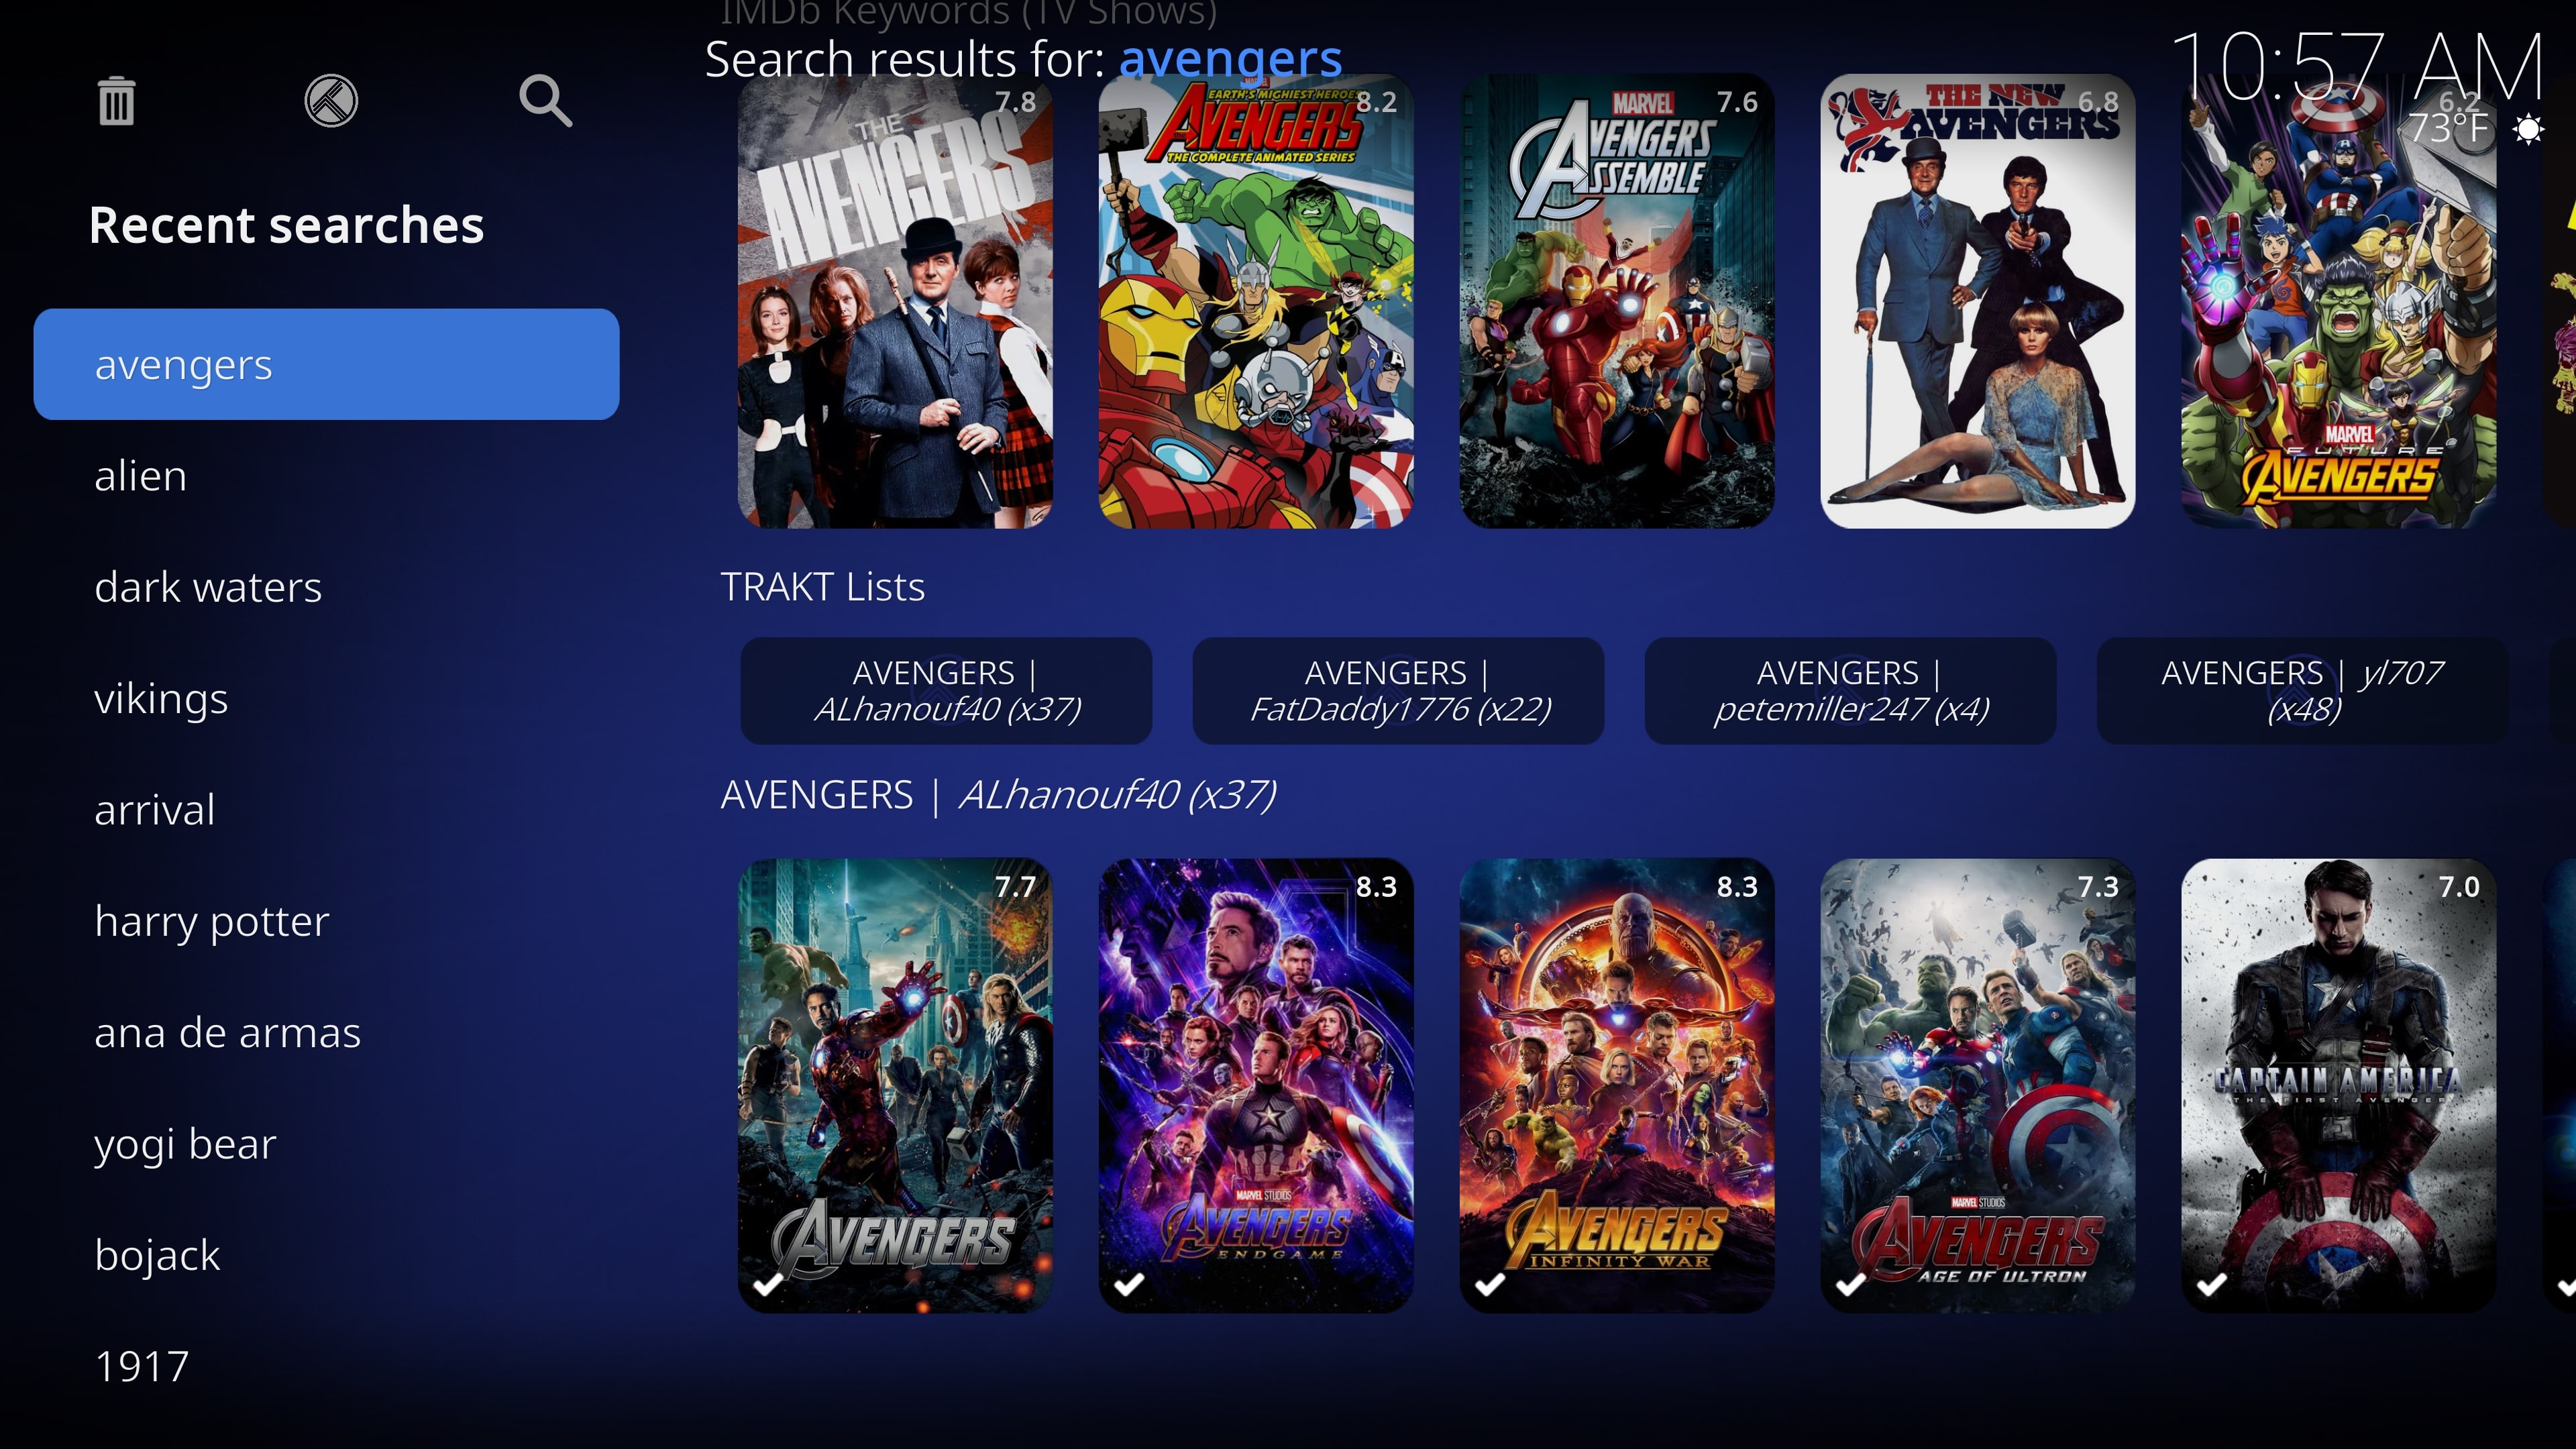 IMDb Keywords (TV Shows)
Search results for: avengers
10:57 AM
73°F
Recent searches
avengers
alien
dark waters
vikings
arrival
harry potter
ana de armas
yogi bear
bojack
1917
7.8
THE
AVENGERS
8.2
MARVEL
EARTH'S MIGHTIEST HEROES
AVENGERS
THE COMPLETE ANIMATED SERIES
7.6
MARVEL
AVENGERS
ASSEMBLE
6.8
THE NEW
AVENGERS
6.2
MARVEL
FUTURE
AVENGERS
TRAKT Lists
AVENGERS |
ALhanouf40 (x37)
AVENGERS |
FatDaddy1776 (x22)
AVENGERS |
petemiller247 (x4)
AVENGERS | yl707
(x48)
AVENGERS | ALhanouf40 (x37)
7.7
AVENGERS
8.3
MARVEL STUDIOS
AVENGERS
ENDGAME
8.3
AVENGERS
INFINITY WAR
7.3
MARVEL STUDIOS
AVENGERS
AGE OF ULTRON
7.0
CAPTAIN AMERICA
THE FIRST AVENGER